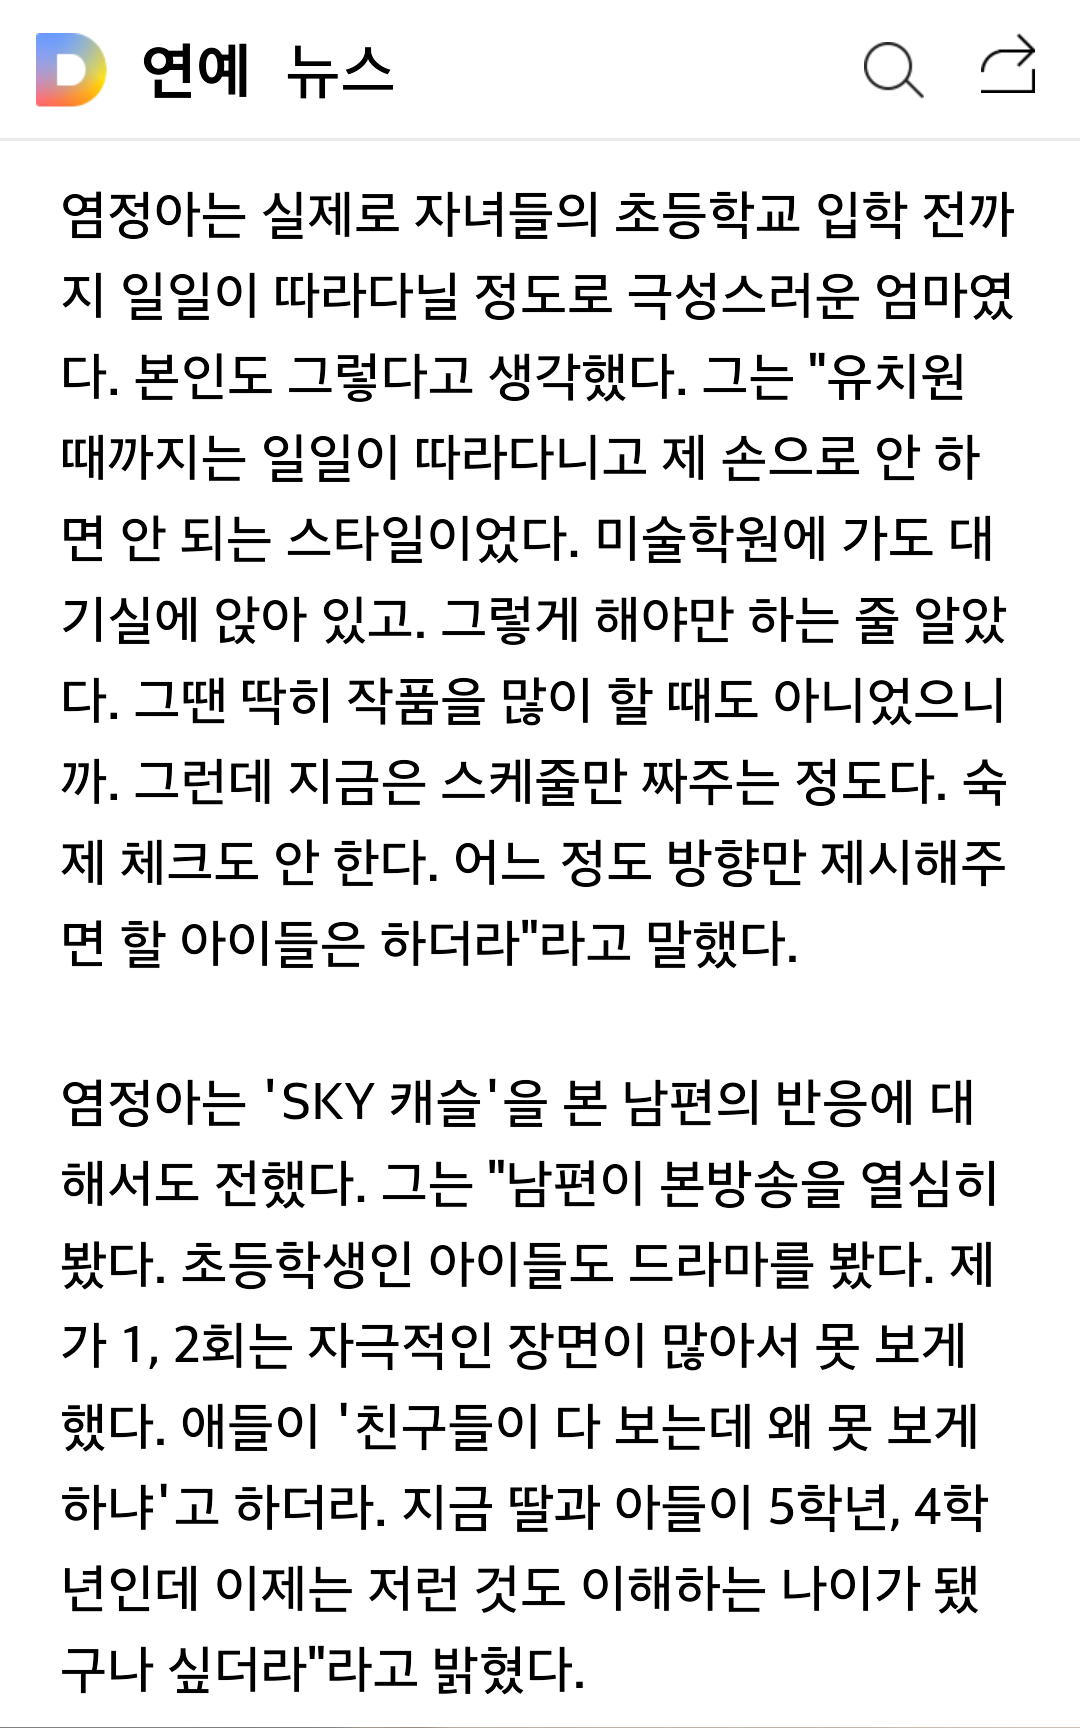 D 연예 뉴스
염정아는 실제로 자녀들의 초등학교 입학 전까
지 일일이 따라다닐 정도로 극성스러운 엄마였
다. 본인도 그렇다고 생각했다. 그는 "유치원
때까지는 일일이 따라다니고 제 손으로 안 하
면 안 되는 스타일이었다. 미술학원에 가도 대
기실에 앉아 있고. 그렇게 해야만 하는 줄 알았
다. 그땐 딱히 작품을 많이 할 때도 아니었으니
까. 그런데 지금은 스케줄만 짜주는 정도다. 숙
제 체크도 안 한다. 어느 정도 방향만 제시해주
면 할 아이들은 하더라"라고 말했다.
염정아는 'SKY 캐슬'을 본 남편의 반응에 대
해서도 전했다. 그는 "남편이 본방송을 열심히
봤다. 초등학생인 아이들도 드라마를 봤다. 제
가 1, 2회는 자극적인 장면이 많아서 못 보게
했다. 애들이 '친구들이 다 보는데 왜 못 보게
하냐'고 하더라. 지금 딸과 아들이 5학년, 4학
년인데 이제는 저런 것도 이해하는 나이가 됐
구나 싶더라"라고 밝혔다.